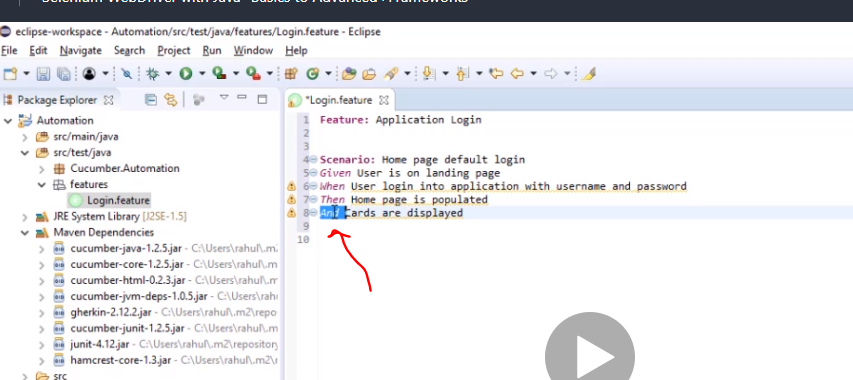 Selenium WebDriver with Java -Basics to Advanced+Frameworks
eclipse-workspace - Automation/src/test/java/features/Login.feature - Eclipse
File Edit Navigate Search Project Run Window Help
Package Explorer
*Login.feature
Automation
src/main/java
src/test/java
Cucumber.Automation
features
Login.feature
JRE System Library [J2SE-1.5]
Maven Dependencies
cucumber-java-1.2.5.jar - C:\Users\rahul\.m2
cucumber-core-1.2.5.jar - C:\Users\rahul\.m
cucumber-html-0.2.3.jar - C:\Users\rahul\.m
cucumber-jvm-deps-1.0.5.jar - C:\Users\rahu
gherkin-2.12.2.jar - C:\Users\rahul\.m2\repo
cucumber-junit-1.2.5.jar - C:\Users\rahul\.m
junit-4.12.jar - C:\Users\rahul\.m2\repository
hamcrest-core-1.3.jar - C:\Users\rahul\.m2\r
src
1 Feature: Application Login
2
3
4 Scenario: Home page default login
5 Given User is on landing page
6 When User login into application with username and password
7 Then Home page is populated
8 And Cards are displayed
9
10